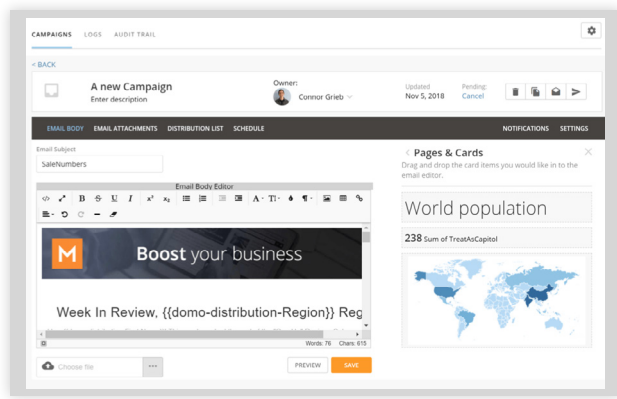 CAMPAIGNS LOGS AUDIT TRAIL
< BACK
A new Campaign
Enter description
Owner:
Connor Grieb
Updated
Nov 5, 2018
Pending:
Cancel
EMAIL BODY EMAIL ATTACHMENTS DISTRIBUTION LIST SCHEDULE NOTIFICATIONS SETTINGS
Email Subject
SaleNumbers
Email Body Editor
M Boost your business
Week In Review, {{domo-distribution-Region}} Reg
Words: 76 Chars: 615
Choose file
PREVIEW SAVE
< Pages & Cards
Drag and drop the card items you would like in to the
email editor.
World population
238 Sum of TreatAsCapitol